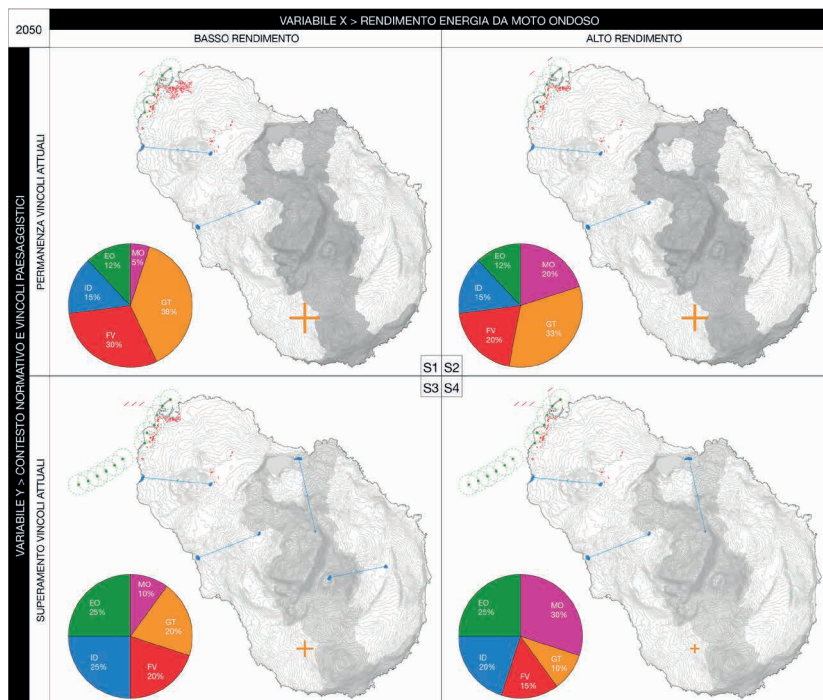 2050
VARIABILE X > RENDIMENTO ENERGIA DA MOTO ONDOSO
BASSO RENDIMENTO
ALTO RENDIMENTO
VARIABILE Y > CONTESTO NORMATIVO E VINCOLI PAESAGGISTICI
PERMANENZA VINCOLI ATTUALI
EO
12%
MO
5%
ID
15%
GT
38%
FV
30%
EO
12%
MO
20%
ID
15%
FV
20%
GT
33%
S1
S2
S3
S4
SUPERAMENTO VINCOLI ATTUALI
EO
25%
MO
10%
GT
20%
ID
25%
FV
20%
EO
25%
MO
30%
ID
20%
FV
15%
GT
10%